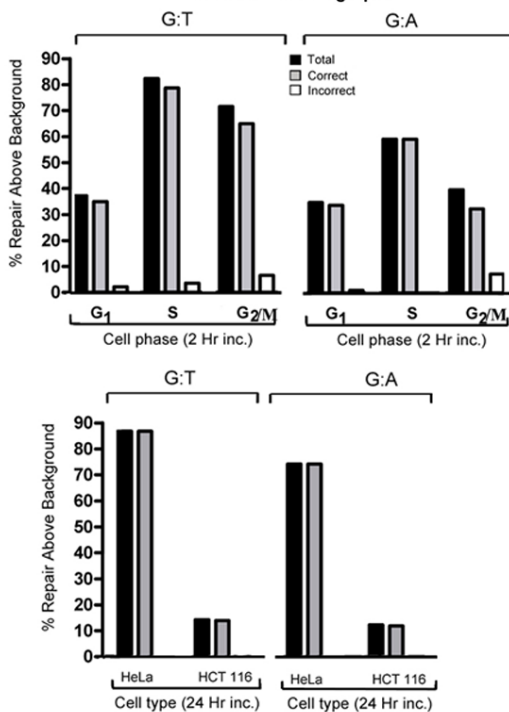 G:T G:A
Total
Correct
Incorrect
% Repair Above Background
90
80
70
60
50
40
30
20
10
0
G1 S G2/M G1 S G2/M
Cell phase (2 Hr inc.) Cell phase (2 Hr inc.)
G:T G:A
% Repair Above Background
90
80
70
60
50
40
30
20
10
0
HeLa HCT 116 HeLa HCT 116
Cell type (24 Hr inc.) Cell type (24 Hr inc.)